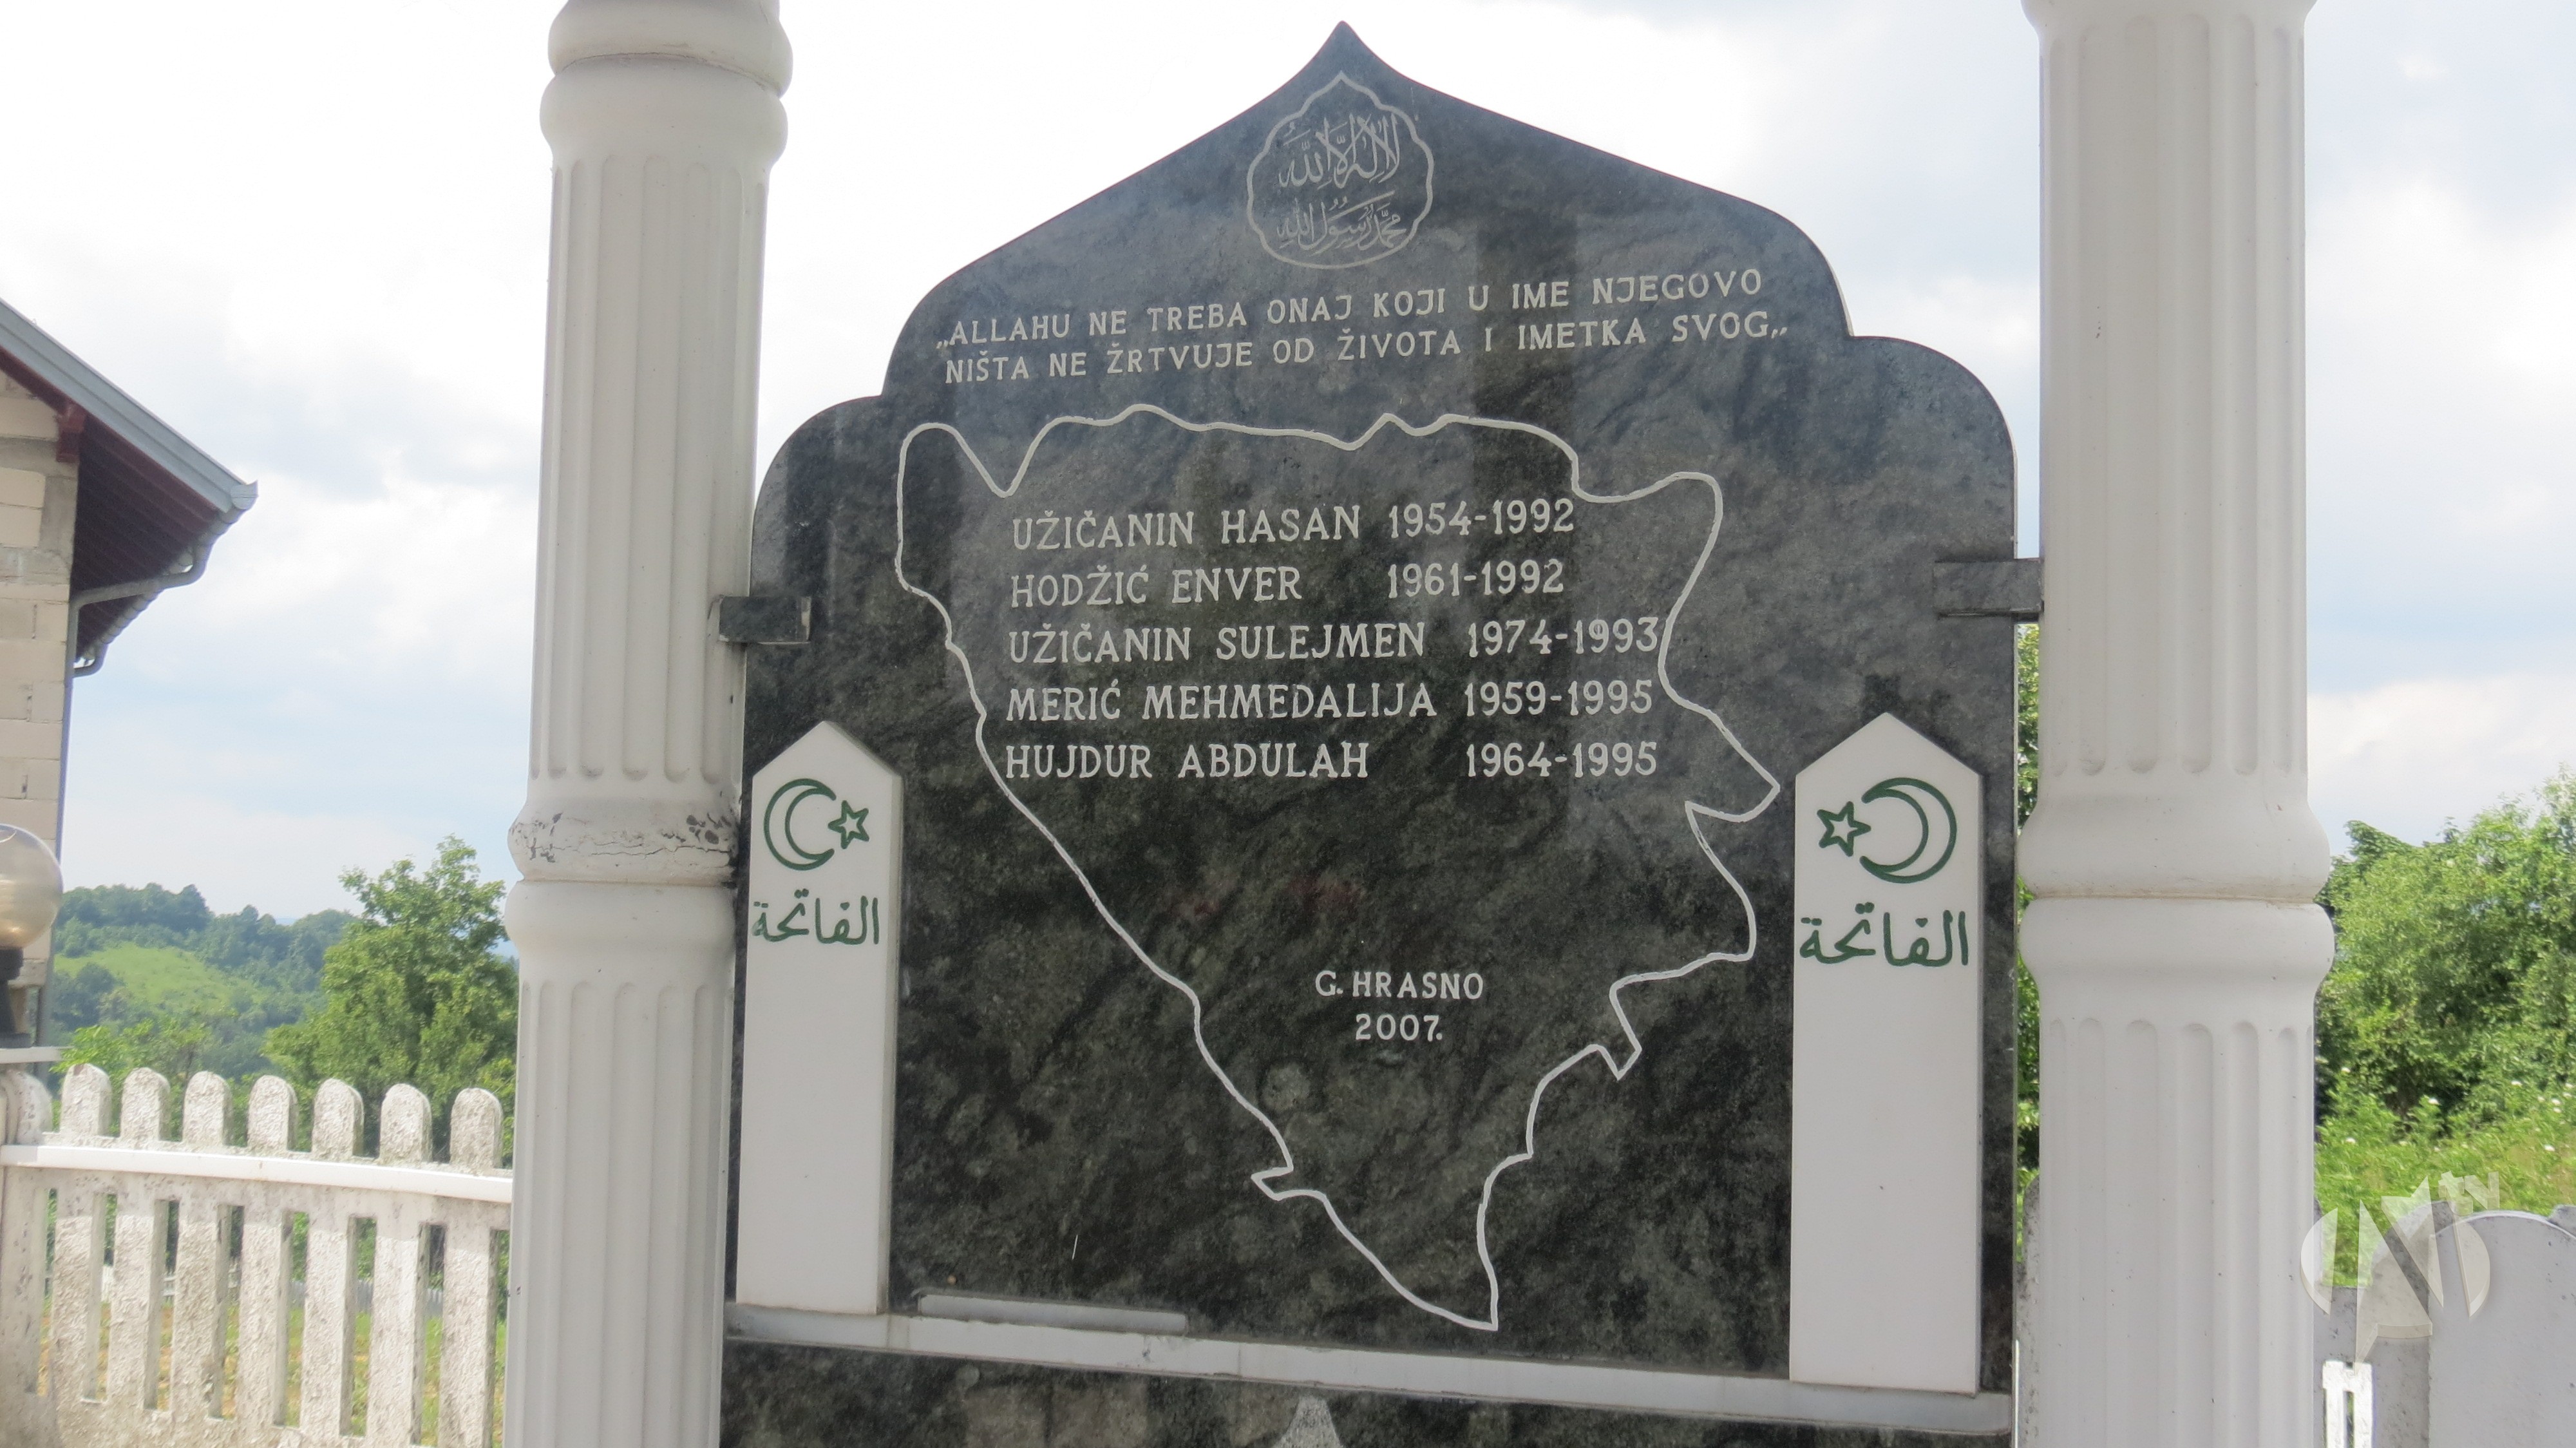 لا إله إلا الله
محمد رسول الله
„ALLAHU NE TREBA ONAJ KOJI U IME NJEGOVO
NIŠTA NE ŽRTVUJE OD ŽIVOTA I IMETKA SVOG„
UŽIČANIN HASAN 1954-1992
HODŽIĆ ENVER 1961-1992
UŽIČANIN SULEJMEN 1974-1993
MERIĆ MEHMEDALIJA 1959-1995
HUJDUR ABDULAH 1964-1995
الفاتحة
الفاتحة
G. HRASNO
2007.